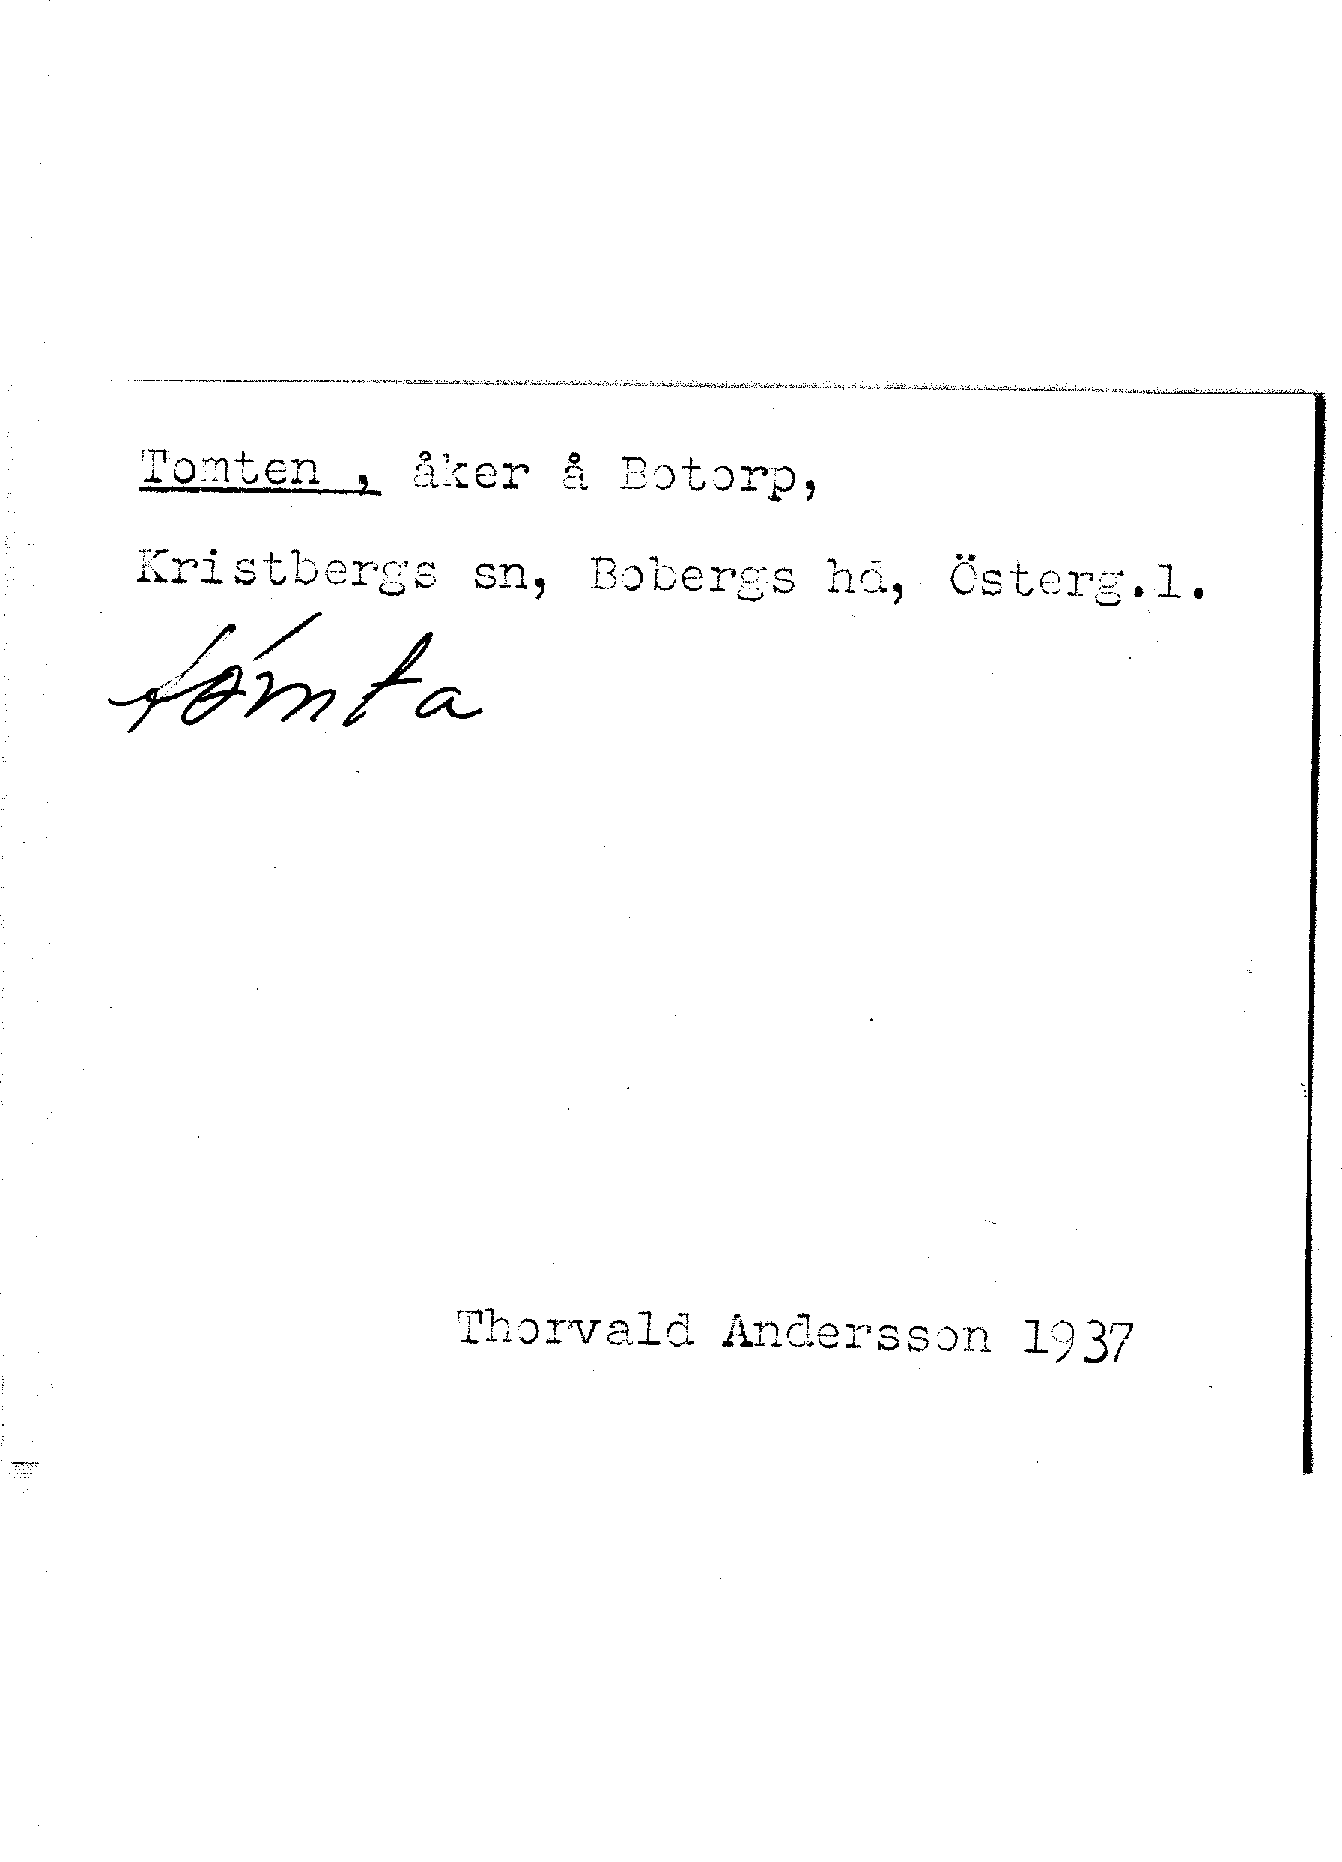 Tomten , åker å Botorp,
Kristbergs sn, Bobergs hd, Österg.l.
tómta
Thorvald Andersson 1937